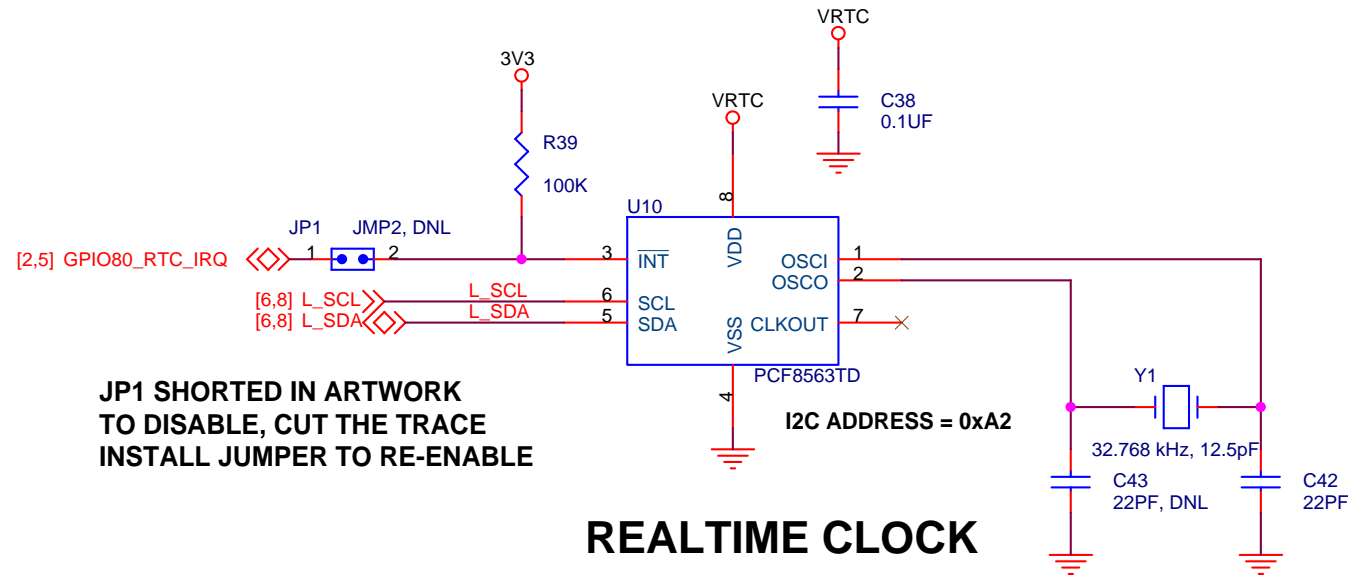 VRTC
3V3
VRTC
C38
0.1UF
R39
100K
8
U10
JP1
JMP2, DNL
[2,5] GPIO80_RTC_IRQ
1
2
3
INT
VDD
OSCI
1
OSCO
2
[6,8] L_SCL
L_SCL
6
SCL
[6,8] L_SDA
L_SDA
5
SDA
VSS
CLKOUT
7
PCF8563TD
4
Y1
JP1 SHORTED IN ARTWORK
TO DISABLE, CUT THE TRACE
INSTALL JUMPER TO RE-ENABLE
I2C ADDRESS = 0xA2
32.768 kHz, 12.5pF
C43
22PF, DNL
C42
22PF
REALTIME CLOCK